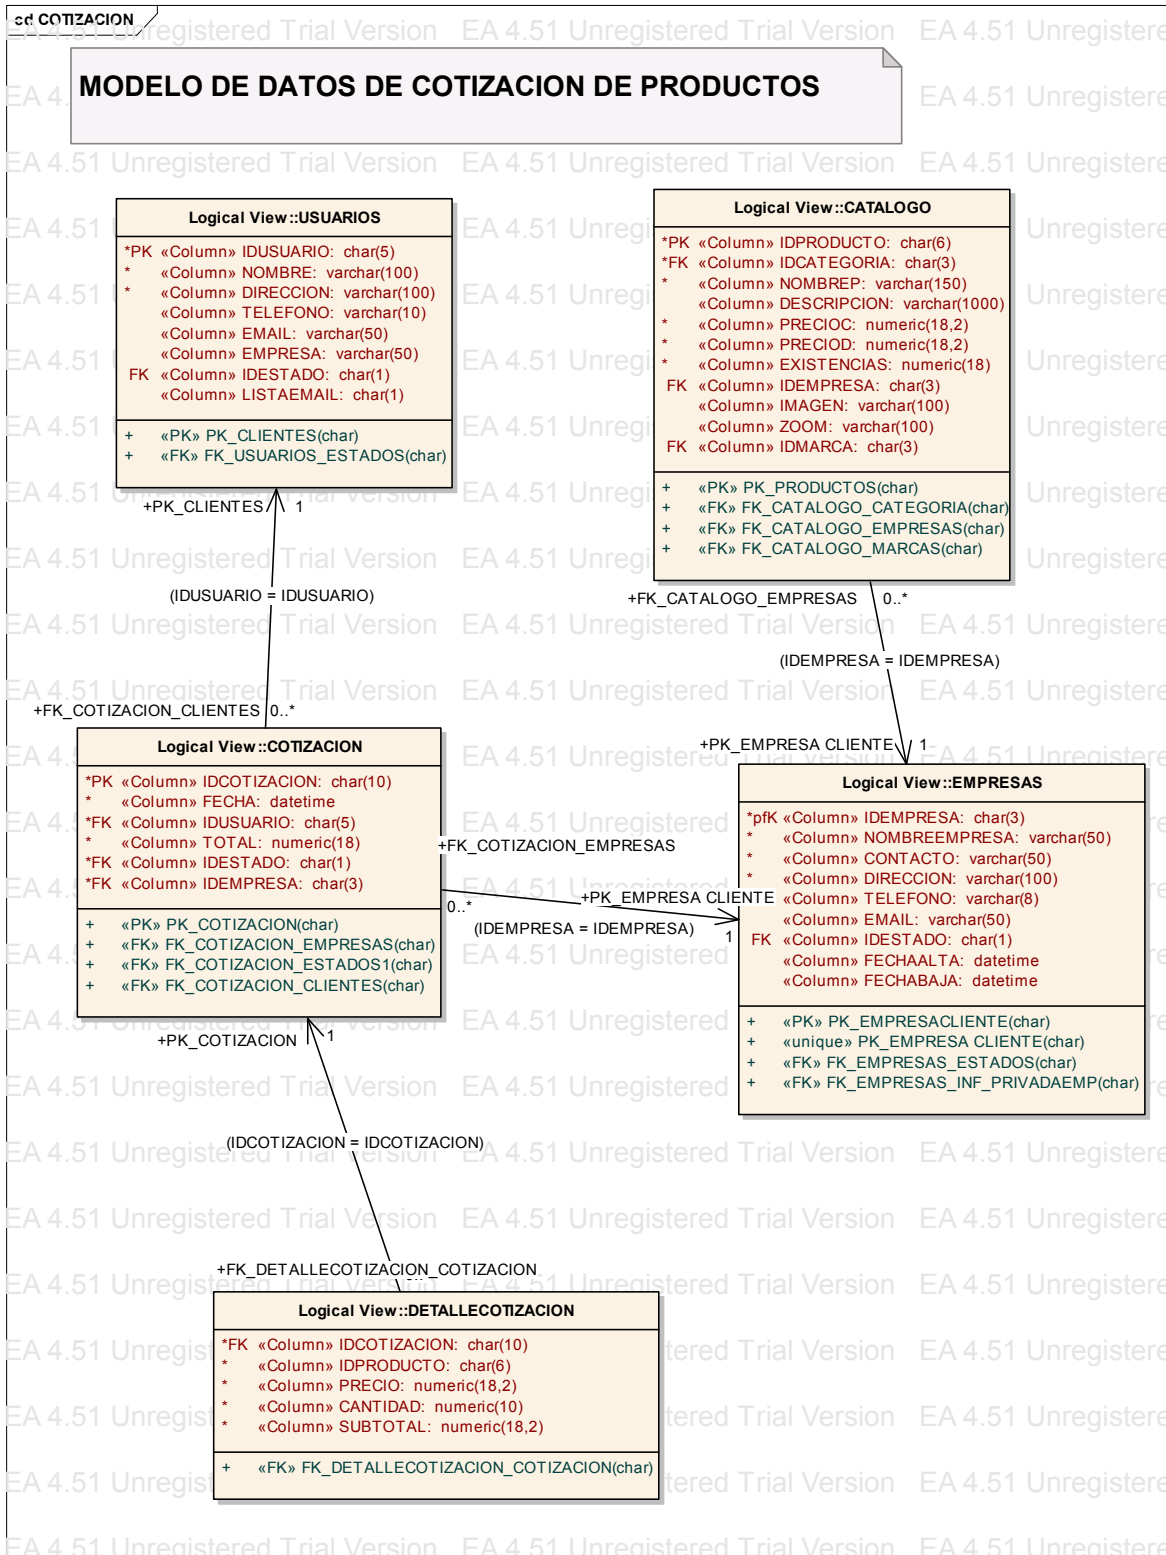 cd COTIZACION
MODELO DE DATOS DE COTIZACION DE PRODUCTOS
Logical View::USUARIOS
*PK «Column» IDUSUARIO: char(5)
* «Column» NOMBRE: varchar(100)
* «Column» DIRECCION: varchar(100)
«Column» TELEFONO: varchar(10)
«Column» EMAIL: varchar(50)
«Column» EMPRESA: varchar(50)
FK «Column» IDESTADO: char(1)
«Column» LISTAEMAIL: char(1)
+ «PK» PK_CLIENTES(char)
+ «FK» FK_USUARIOS_ESTADOS(char)
Logical View::CATALOGO
*PK «Column» IDPRODUCTO: char(6)
*FK «Column» IDCATEGORIA: char(3)
* «Column» NOMBREP: varchar(150)
«Column» DESCRIPCION: varchar(1000)
* «Column» PRECIOC: numeric(18,2)
* «Column» PRECIOD: numeric(18,2)
* «Column» EXISTENCIAS: numeric(18)
FK «Column» IDEMPRESA: char(3)
«Column» IMAGEN: varchar(100)
«Column» ZOOM: varchar(100)
FK «Column» IDMARCA: char(3)
+ «PK» PK_PRODUCTOS(char)
+ «FK» FK_CATALOGO_CATEGORIA(char)
+ «FK» FK_CATALOGO_EMPRESAS(char)
+ «FK» FK_CATALOGO_MARCAS(char)
+PK_CLIENTES 1
(IDUSUARIO = IDUSUARIO)
+FK_COTIZACION_CLIENTES 0..*
+FK_CATALOGO_EMPRESAS 0..*
(IDEMPRESA = IDEMPRESA)
+PK_EMPRESA CLIENTE 1
Logical View::COTIZACION
*PK «Column» IDCOTIZACION: char(10)
* «Column» FECHA: datetime
*FK «Column» IDUSUARIO: char(5)
* «Column» TOTAL: numeric(18)
*FK «Column» IDESTADO: char(1)
*FK «Column» IDEMPRESA: char(3)
+ «PK» PK_COTIZACION(char)
+ «FK» FK_COTIZACION_EMPRESAS(char)
+ «FK» FK_COTIZACION_ESTADOS1(char)
+ «FK» FK_COTIZACION_CLIENTES(char)
+FK_COTIZACION_EMPRESAS
0..*
+PK_EMPRESA CLIENTE
(IDEMPRESA = IDEMPRESA)
1
Logical View::EMPRESAS
*pfK «Column» IDEMPRESA: char(3)
* «Column» NOMBREEMPRESA: varchar(50)
* «Column» CONTACTO: varchar(50)
* «Column» DIRECCION: varchar(100)
«Column» TELEFONO: varchar(8)
«Column» EMAIL: varchar(50)
FK «Column» IDESTADO: char(1)
«Column» FECHAALTA: datetime
«Column» FECHABAJA: datetime
+ «PK» PK_EMPRESACLIENTE(char)
+ «unique» PK_EMPRESA CLIENTE(char)
+ «FK» FK_EMPRESAS_ESTADOS(char)
+ «FK» FK_EMPRESAS_INF_PRIVADAEMP(char)
+PK_COTIZACION 1
(IDCOTIZACION = IDCOTIZACION)
+FK_DETALLECOTIZACION_COTIZACION
Logical View::DETALLECOTIZACION
*FK «Column» IDCOTIZACION: char(10)
* «Column» IDPRODUCTO: char(6)
* «Column» PRECIO: numeric(18,2)
* «Column» CANTIDAD: numeric(10)
* «Column» SUBTOTAL: numeric(18,2)
+ «FK» FK_DETALLECOTIZACION_COTIZACION(char)
EA 4.51 Unregistered Trial Version